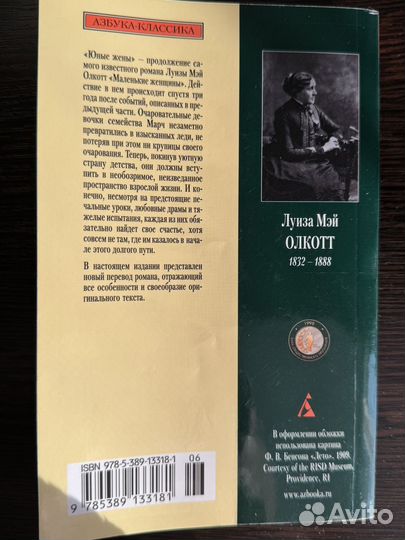 АЗБУКА-КЛАССИКА
«Юные жены» — продолжение са-
мого известного романа Луизы Мэй
Олкотт «Маленькие женщины». Дей-
ствие в нем происходит спустя три
года после событий, описанных в пре-
дыдущей части. Очаровательные де-
вочки семейства Марч незаметно
превратились в изысканных леди, не
потеряв при этом ни крупицы своего
очарования. Теперь, покинув уютную
страну детства, они должны всту-
пить в необозримое, неизведанное
пространство взрослой жизни. И ко-
нечно, несмотря на предстоящие пе-
чальные уроки, любовные драмы и тя-
желые испытания, каждая из них обя-
зательно найдет свое счастье, хотя
совсем не там, где им казалось в нача-
ле этого долгого пути.
В настоящем издании представлен
новый перевод романа, отражающий
все особенности и своеобразие ори-
гинального текста.
ISBN 978-5-389-13318-1
06
9 785389 133181
Луиза Мэй
ОЛКОТТ
1832 – 1888
1995
В оформлении обложки
использована картина
Ф. В. Бенсона «Лето». 1909.
Courtesy of the RISD Museum,
Providence, RI
www.azbooka.ru
Avito